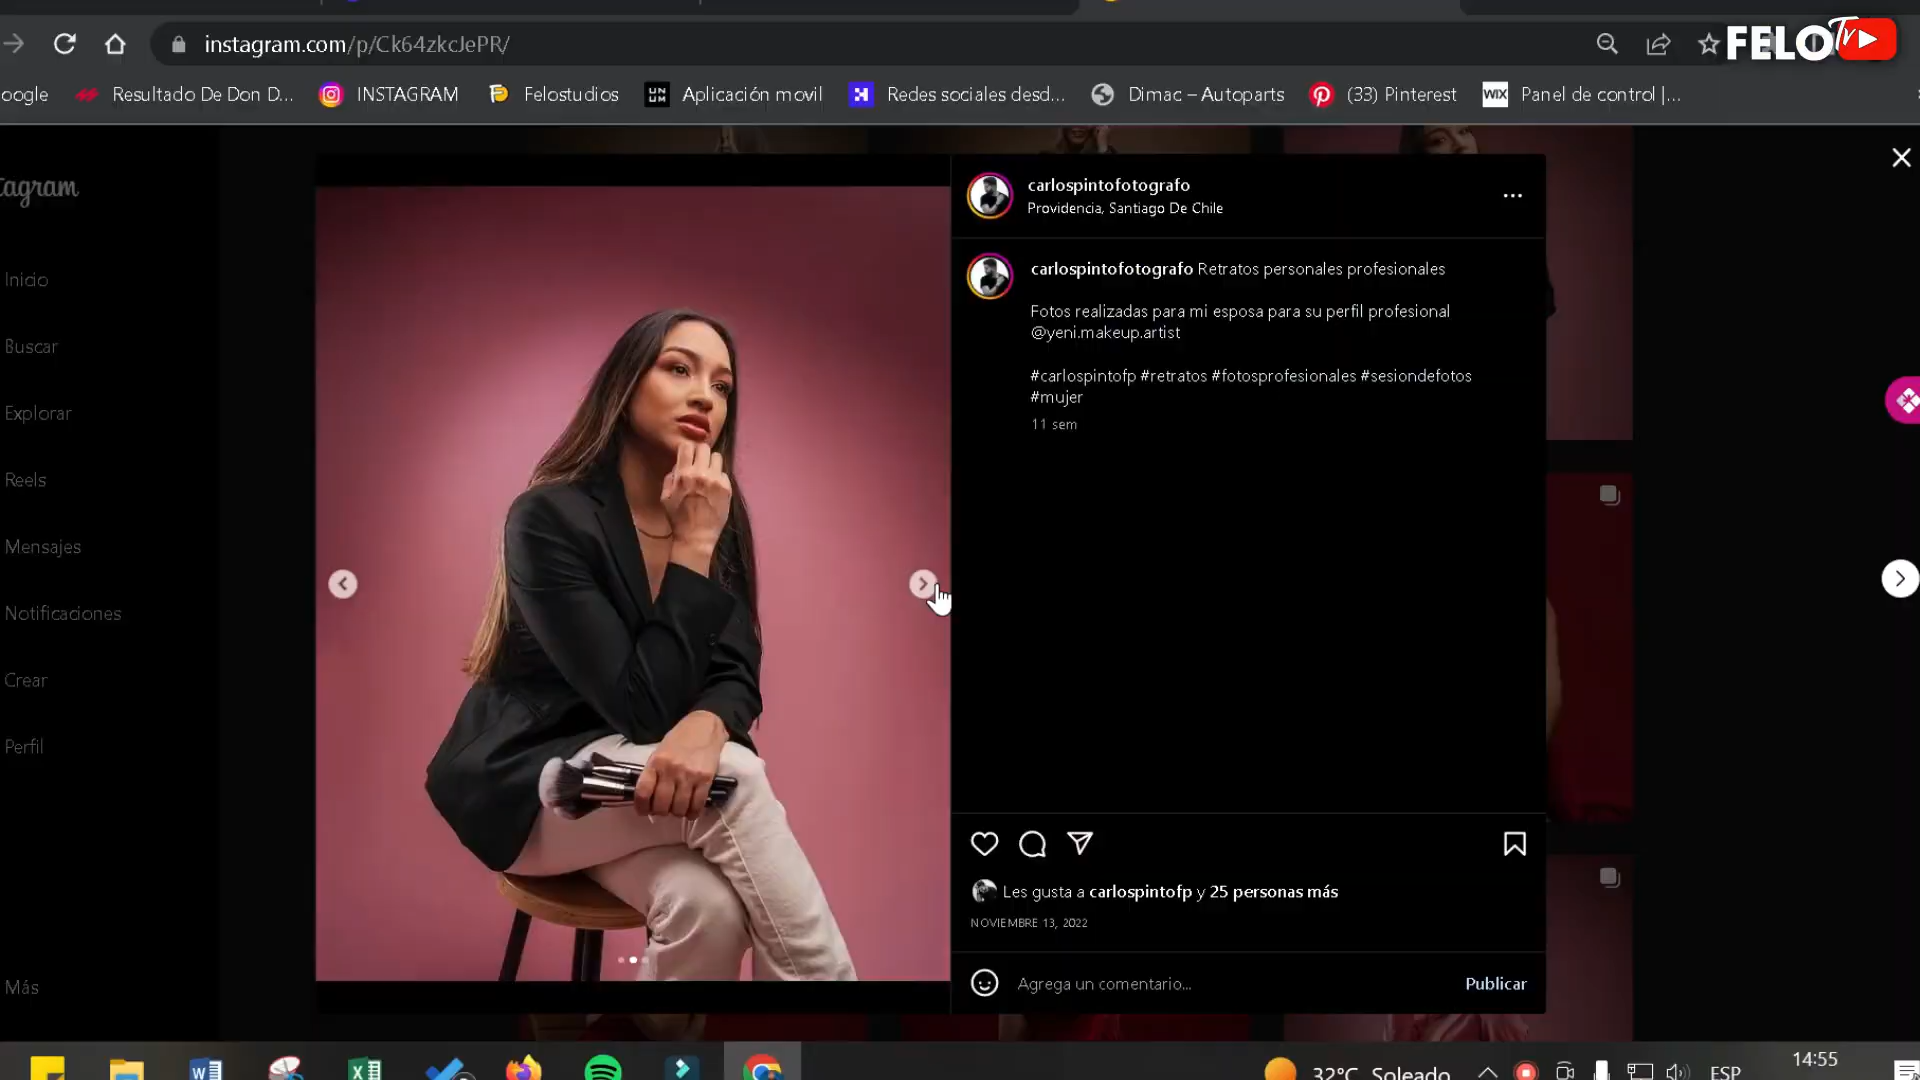 instagram.com/p/Ck64zkcJePR/
FELO Tv
oogle
Resultado De Don D...
INSTAGRAM
Felostudios
Aplicación movil
Redes sociales desd...
Dimac – Autoparts
(33) Pinterest
WIX
Panel de control |...
tagram
Inicio
Buscar
Explorar
Reels
Mensajes
Notificaciones
Crear
Perfil
Más
carlospintofotografo
Providencia, Santiago De Chile
carlospintofotografo Retratos personales profesionales
Fotos realizadas para mi esposa para su perfil profesional
@yeni.makeup.artist
#carlospintofp #retratos #fotosprofesionales #sesiondefotos
#mujer
11 sem
Les gusta a carlospintofp y 25 personas más
NOVIEMBRE 13, 2022
Agrega un comentario...
Publicar
32°C Soleado
ESP
14:55